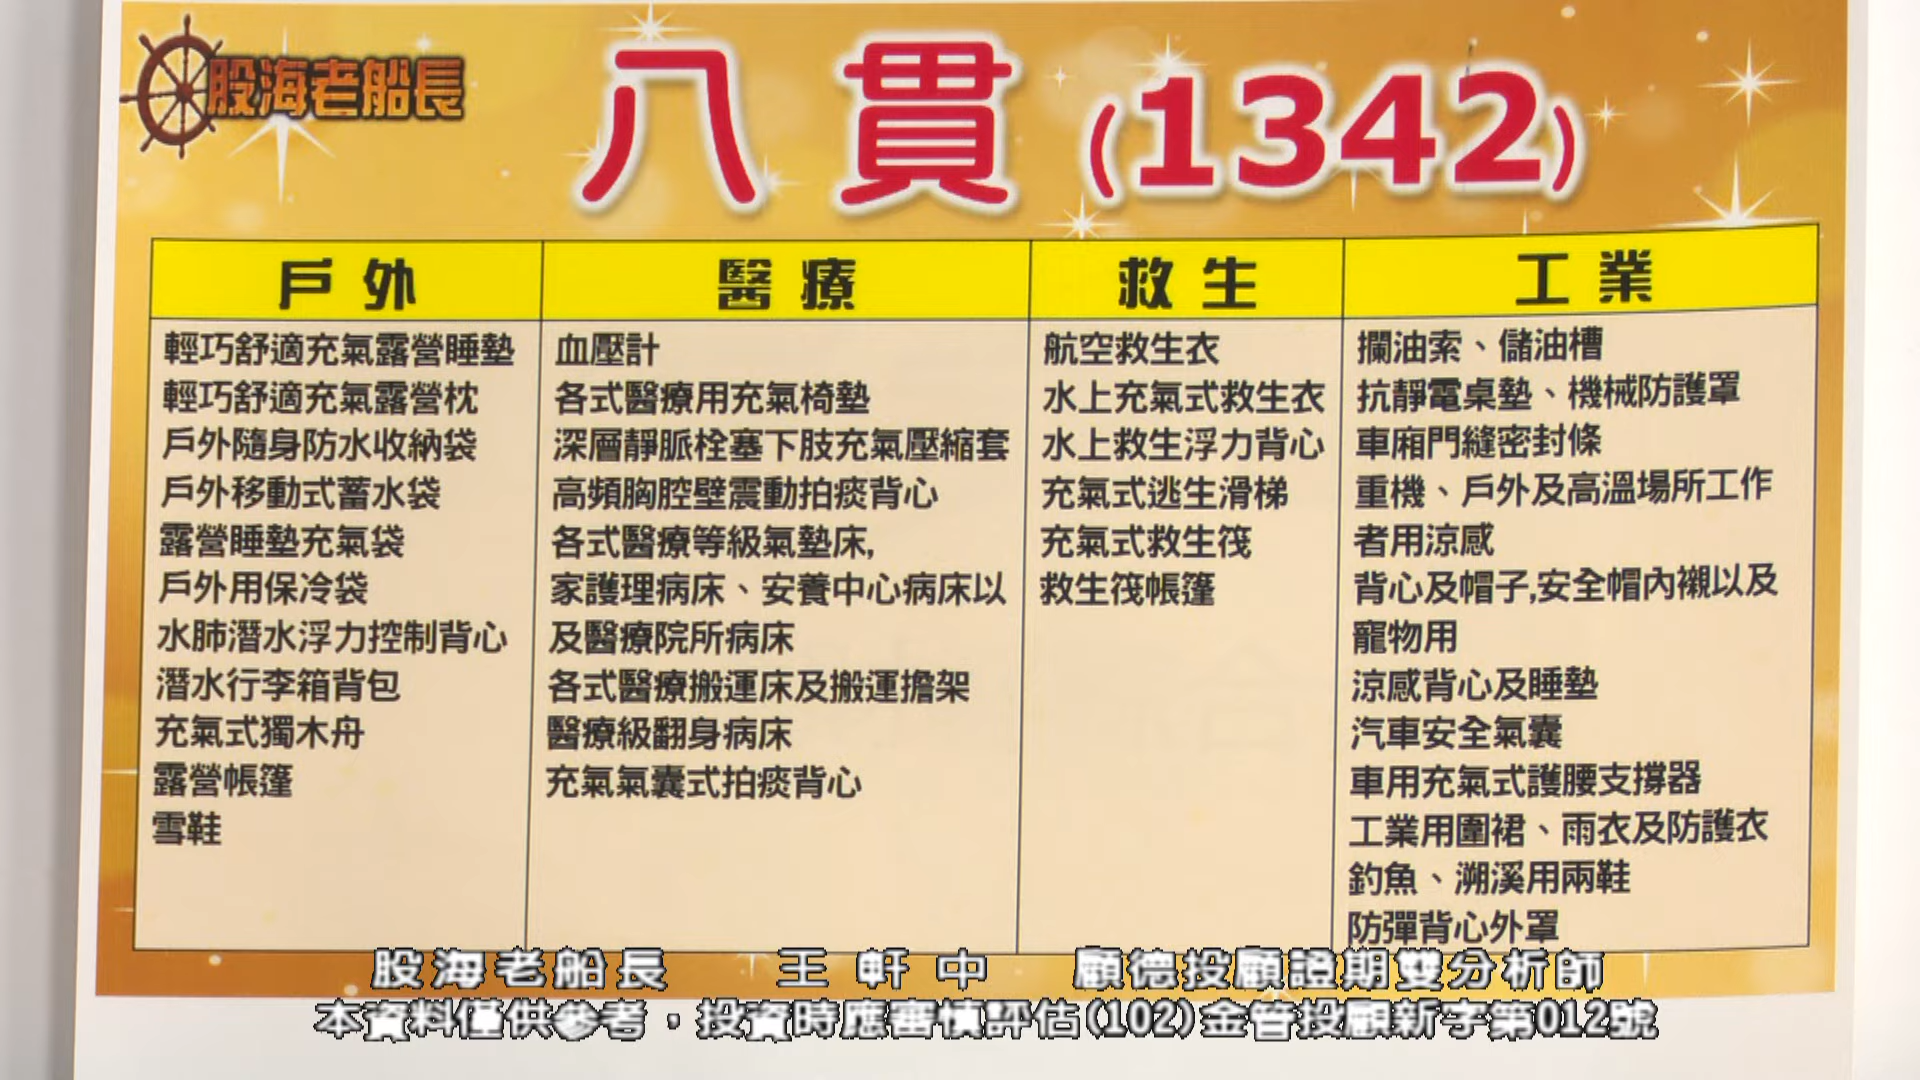 股海老船長
八貫(1342)
戶外
輕巧舒適充氣露營睡墊
輕巧舒適充氣露營枕
戶外隨身防水收納袋
戶外移動式蓄水袋
露營睡墊充氣袋
戶外用保冷袋
水肺潛水浮力控制背心
潛水行李箱背包
充氣式獨木舟
露營帳篷
雪鞋
醫療
血壓計
各式醫療用充氣椅墊
深層靜脈栓塞下肢充氣壓縮套
高頻胸腔壁震動拍痰背心
各式醫療等級氣墊床,
家護理病床、安養中心病床以
及醫療院所病床
各式醫療搬運床及搬運擔架
醫療級翻身病床
充氣氣囊式拍痰背心
救生
航空救生衣
水上充氣式救生衣
水上救生浮力背心
充氣式逃生滑梯
充氣式救生筏
救生筏帳篷
工業
攔油索、儲油槽
抗靜電桌墊、機械防護罩
車廂門縫密封條
重機、戶外及高溫場所工作
者用涼感
背心及帽子,安全帽內襯以及
寵物用
涼感背心及睡墊
汽車安全氣囊
車用充氣式護腰支撐器
工業用圍裙、雨衣及防護衣
釣魚、溯溪用兩鞋
防彈背心外罩
股海老船長 王軒中 顧德投顧證期雙分析師
本資料僅供參考，投資時應審慎評估(102)金管投顧新字第012號